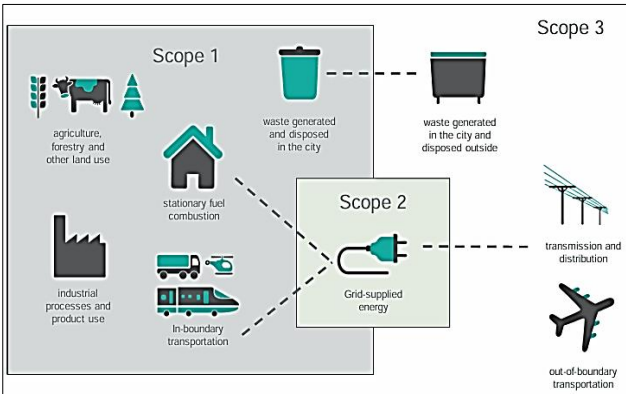 Scope 3
Scope 1
agriculture,
forestry and
other land use
waste generated
and disposed
in the city
waste generated
in the city and
disposed outside
stationary fuel
combustion
Scope 2
Grid-supplied
energy
transmission and
distribution
industrial
processes and
product use
In-boundary
transportation
out-of-boundary
transportation